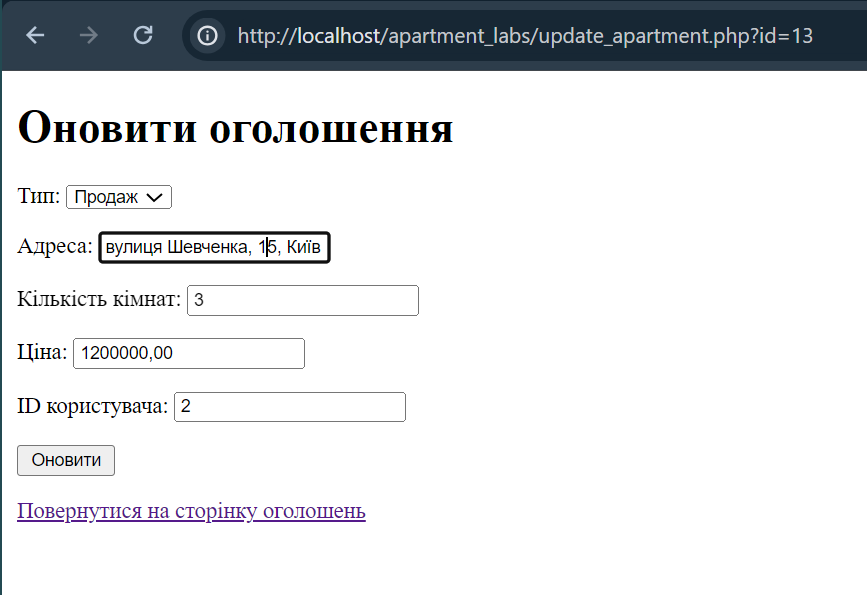 http://localhost/apartment_labs/update_apartment.php?id=13
Оновити оголошення
Тип: Продаж
Адреса: вулиця Шевченка, 15, Київ
Кількість кімнат: 3
Ціна: 1200000,00
ID користувача: 2
Оновити
Повернутися на сторінку оголошень